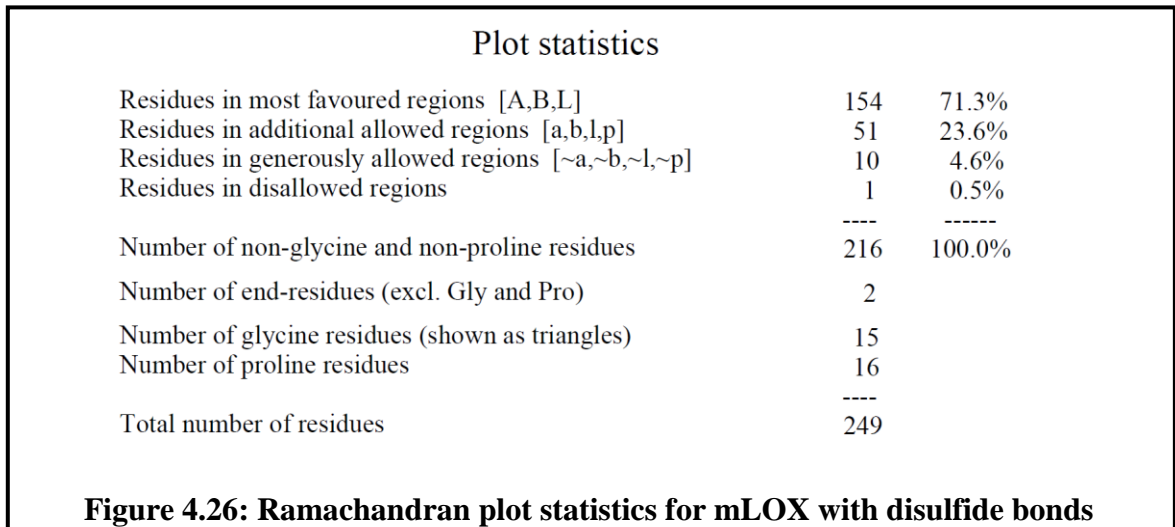 Plot statistics
Residues in most favoured regions [A,B,L] 154 71.3%
Residues in additional allowed regions [a,b,l,p] 51 23.6%
Residues in generously allowed regions [~a,~b,~l,~p] 10 4.6%
Residues in disallowed regions 1 0.5%
---- ------
Number of non-glycine and non-proline residues 216 100.0%
Number of end-residues (excl. Gly and Pro) 2
Number of glycine residues (shown as triangles) 15
Number of proline residues 16
----
Total number of residues 249
Figure 4.26: Ramachandran plot statistics for mLOX with disulfide bonds